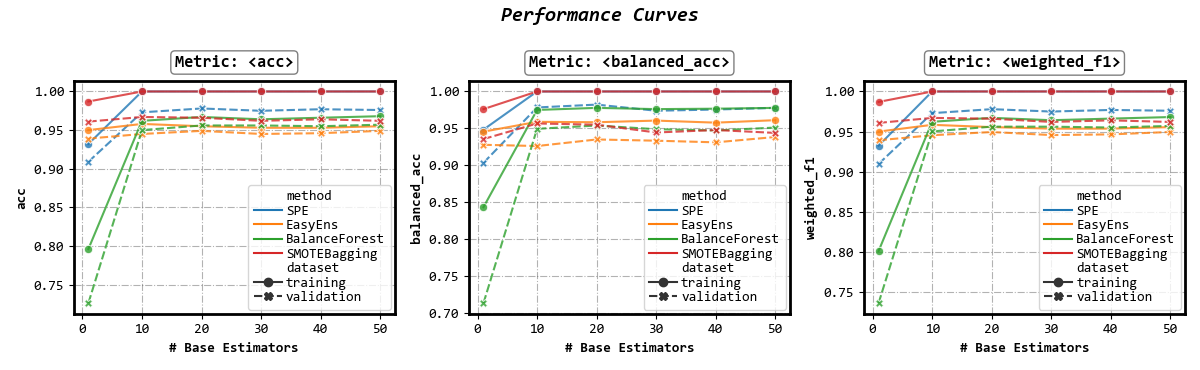 Performance Curves
Metric: <acc>
acc
1.00
0.95
0.90
0.85
0.80
0.75
0 10 20 30 40 50
# Base Estimators
method
SPE
EasyEns
BalanceForest
SMOTEBagging
dataset
training
validation
Metric: <balanced_acc>
balanced_acc
1.00
0.95
0.90
0.85
0.80
0.75
0.70
0 10 20 30 40 50
# Base Estimators
method
SPE
EasyEns
BalanceForest
SMOTEBagging
dataset
training
validation
Metric: <weighted_f1>
weighted_f1
1.00
0.95
0.90
0.85
0.80
0.75
0 10 20 30 40 50
# Base Estimators
method
SPE
EasyEns
BalanceForest
SMOTEBagging
dataset
training
validation